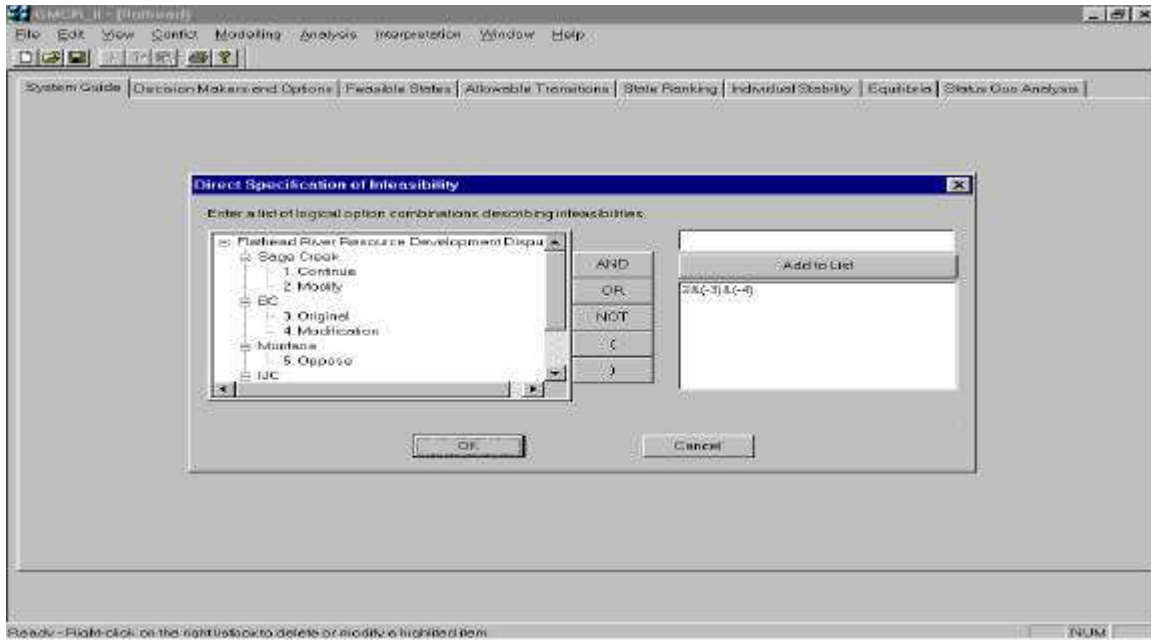 GMCR_II - [flathead]
File Edit View Conflict Modelling Analysis Interpretation Window Help
System Guide Decision Makers and Options Feasible States Allowable Transitions State Ranking Individual Stability Equilibria Status Quo Analysis
Direct Specification of Infeasibility
Enter a list of logical option combinations describing infeasibilities.
Flathead River Resource Development Dispu
Sage Creek
1. Continue
2. Modify
BC
3. Original
4. Modification
Montana
5. Oppose
IJC
AND
OR
NOT
(
)
Add to List
2&(-3)&(-4)
OK
Cancel
Ready - Right-click on the right listbox to delete or modify a highlited item
NUM